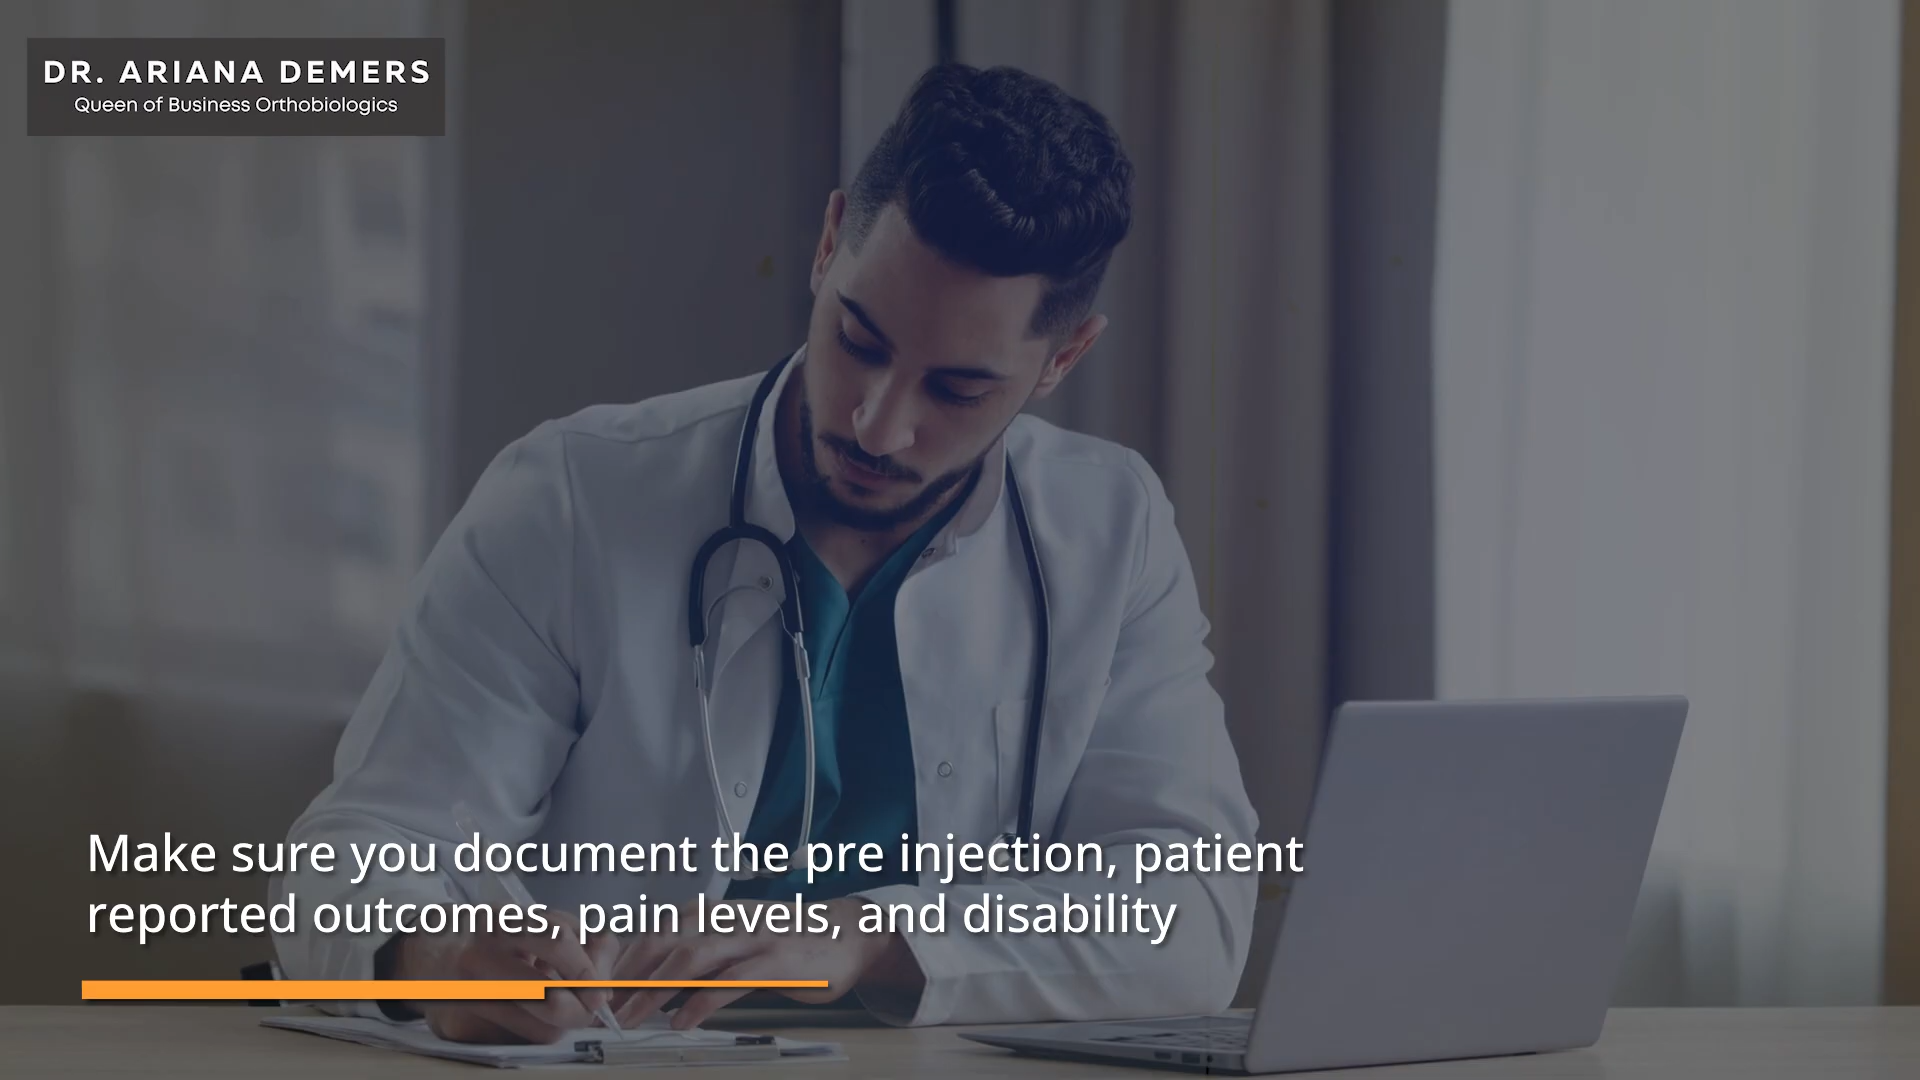 DR. ARIANA DEMERS
Queen of Business Orthobiologics
Make sure you document the pre injection, patient
reported outcomes, pain levels, and disability